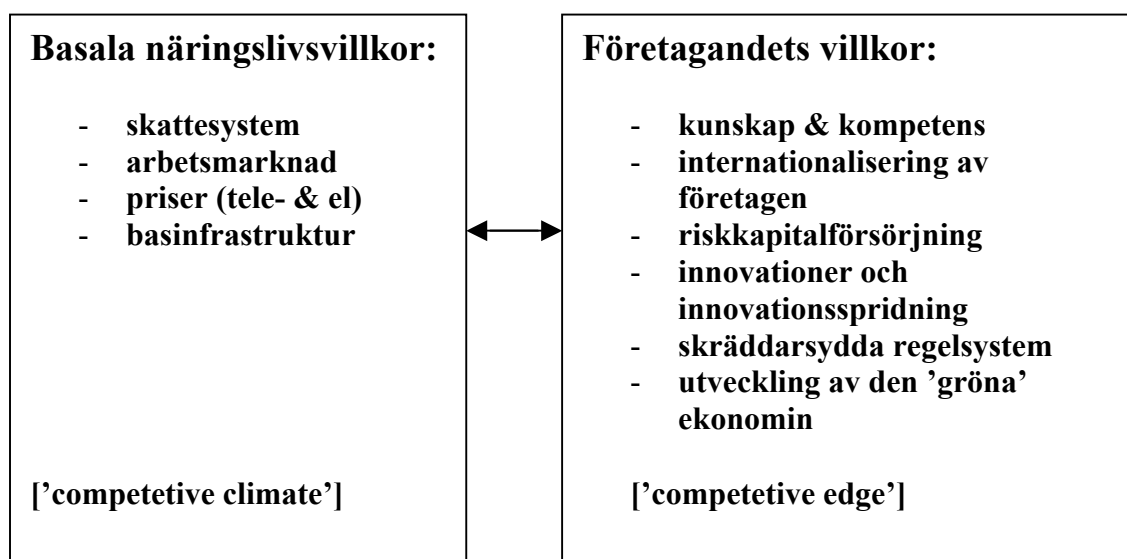 Basala näringslivsvillkor:
- skattesystem
- arbetsmarknad
- priser (tele- & el)
- basinfrastruktur
['competetive climate']
Företagandets villkor:
- kunskap & kompetens
- internationalisering av
företagen
- riskkapitalförsörjning
- innovationer och
innovationsspridning
- skräddarsydda regelsystem
- utveckling av den 'gröna'
ekonomin
['competetive edge']